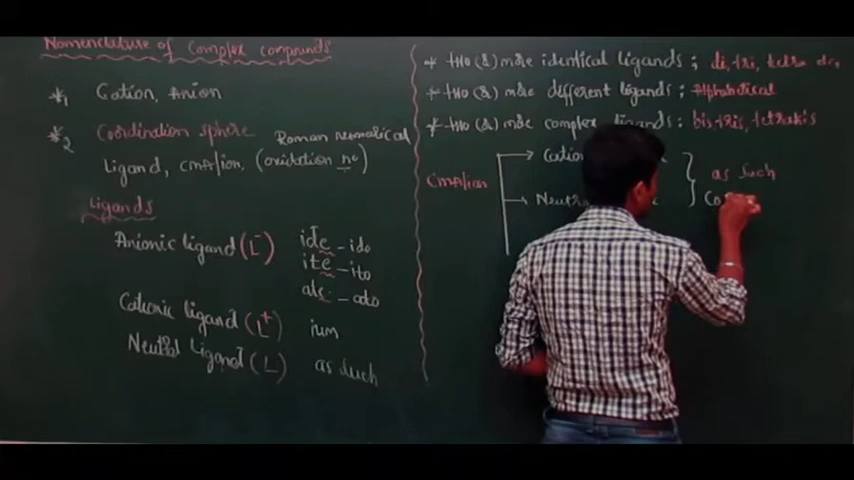 Nomenclature of Complex Compounds
*1 Cation, Anion
*2 Coordination sphere
Roman numerical
Ligand, CMA/ion, (oxidation no)
Ligands
Anionic ligand (L-) ide - ido
ite - ito
ate - ato
Cationic ligand (L+) ium
Neutral Ligand (L) as such
* two (or) more identical ligands ; di, tri, tetra etc,
* two (or) more different ligands ; Alphabetical
* two (or) more complex ligands : bis, tris, tetrakis
CMA/ion
as such
Co